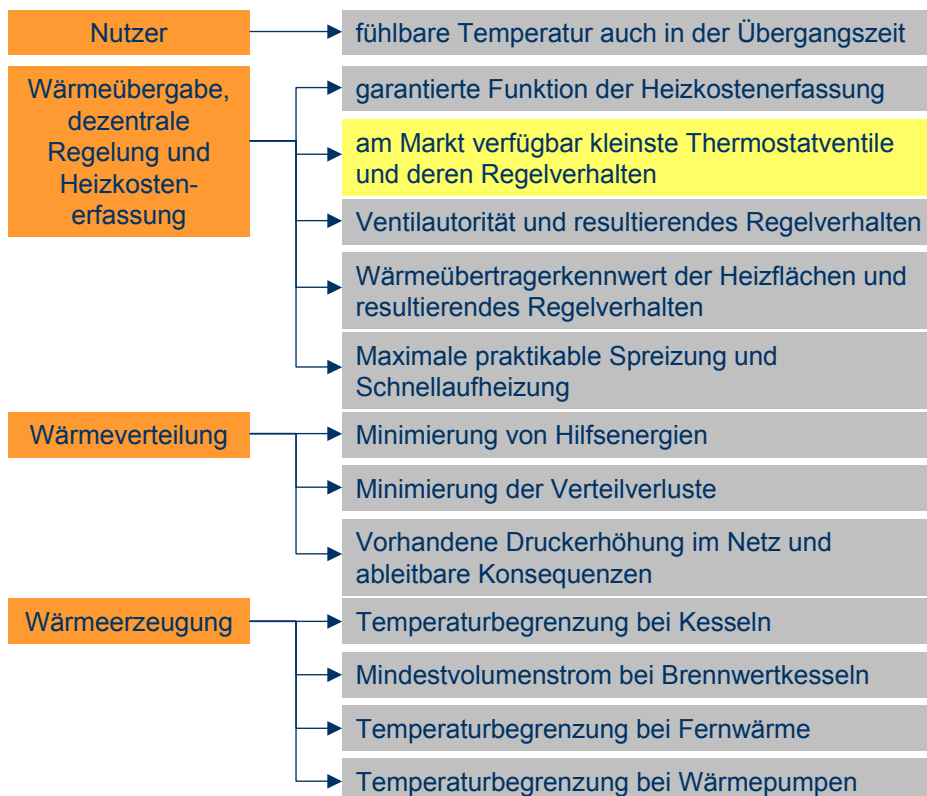 Nutzer
fühlbare Temperatur auch in der Übergangszeit
Wärmeübergabe,
dezentrale
Regelung und
Heizkosten-
erfassung
garantierte Funktion der Heizkostenerfassung
am Markt verfügbar kleinste Thermostatventile
und deren Regelverhalten
Ventilautorität und resultierendes Regelverhalten
Wärmeübertragerkennwert der Heizflächen und
resultierendes Regelverhalten
Maximale praktikable Spreizung und
Schnellaufheizung
Wärmeverteilung
Minimierung von Hilfsenergien
Minimierung der Verteilverluste
Vorhandene Druckerhöhung im Netz und
ableitbare Konsequenzen
Wärmeerzeugung
Temperaturbegrenzung bei Kesseln
Mindestvolumenstrom bei Brennwertkesseln
Temperaturbegrenzung bei Fernwärme
Temperaturbegrenzung bei Wärmepumpen